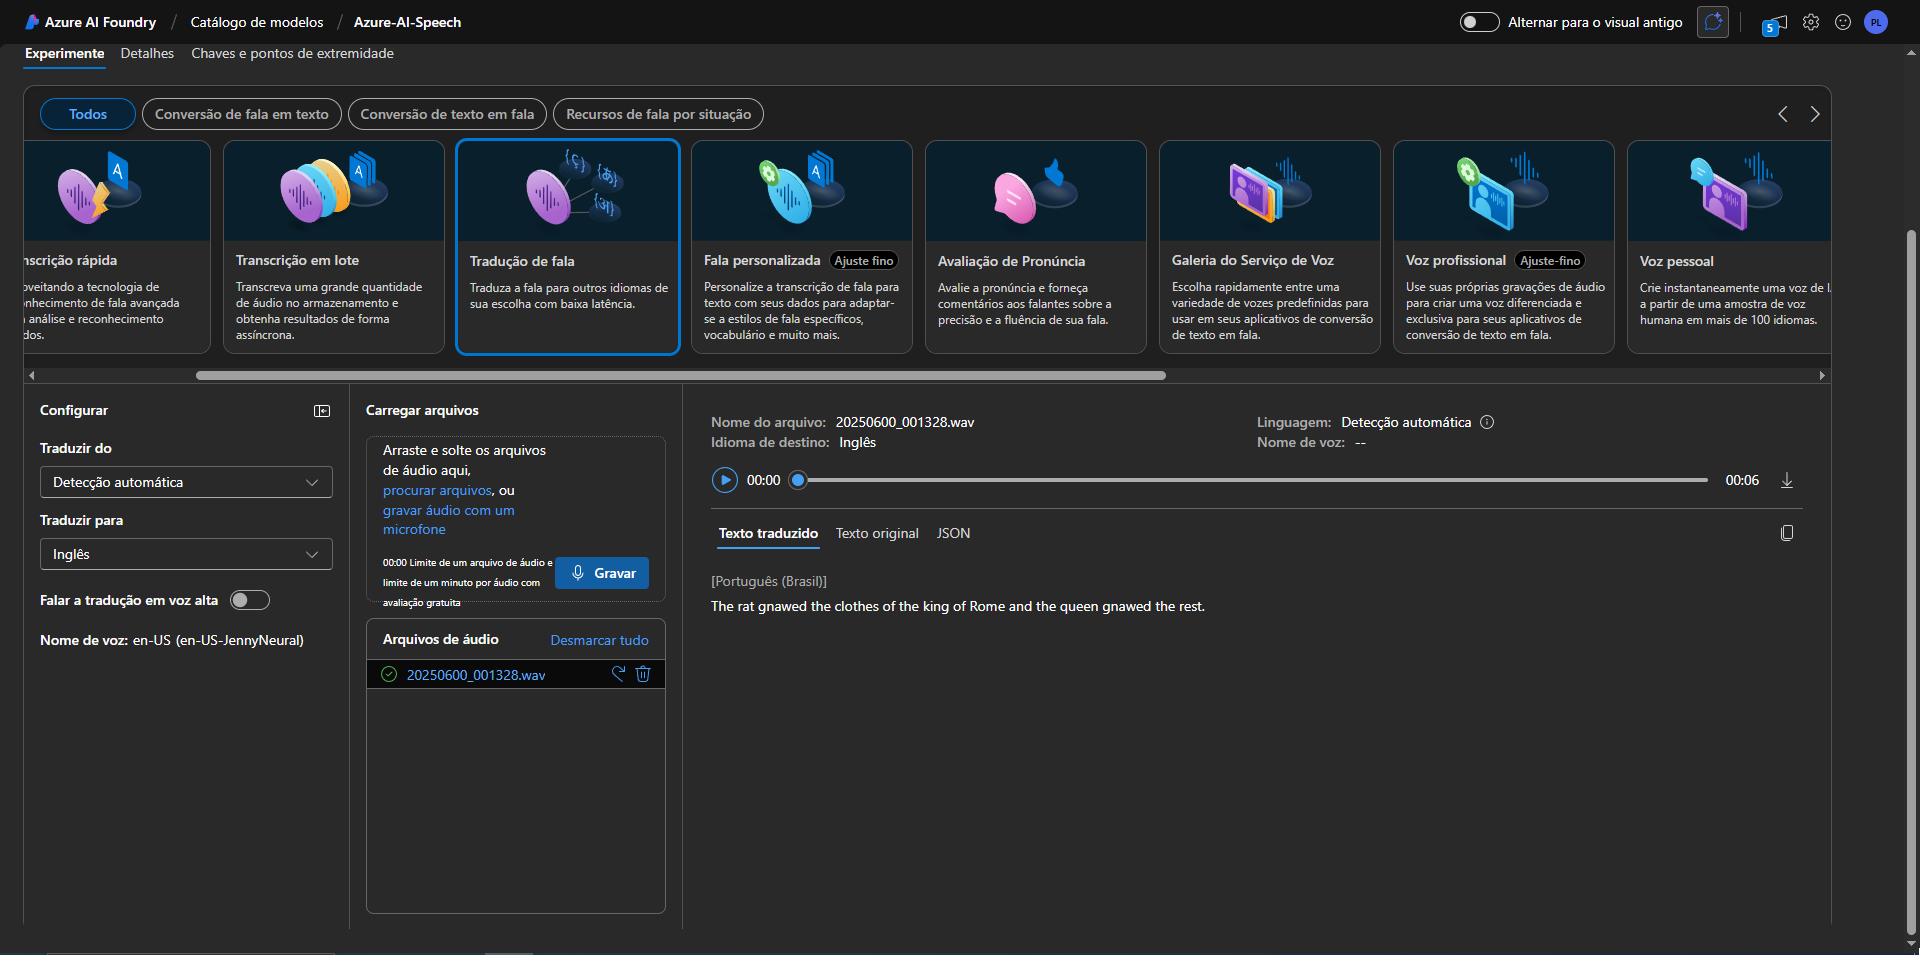 Azure AI Foundry / Catálogo de modelos / Azure-AI-Speech
Alternar para o visual antigo
5
PL
Experimente Detalhes Chaves e pontos de extremidade
Todos Conversão de fala em texto Conversão de texto em fala Recursos de fala por situação
nscrição rápida
oveitando a tecnologia de
nhecimento de fala avançada
análise e reconhecimento
dos.
Transcrição em lote
Transcreva uma grande quantidade
de áudio no armazenamento e
obtenha resultados de forma
assíncrona.
Tradução de fala
Traduza a fala para outros idiomas de
sua escolha com baixa latência.
Fala personalizada Ajuste fino
Personalize a transcrição de fala para
texto com seus dados para adaptar-
se a estilos de fala específicos,
vocabulário e muito mais.
Avaliação de Pronúncia
Avalie a pronúncia e forneça
comentários aos falantes sobre a
precisão e a fluência de sua fala.
Galeria do Serviço de Voz
Escolha rapidamente entre uma
variedade de vozes predefinidas para
usar em seus aplicativos de conversão
de texto em fala.
Voz profissional Ajuste-fino
Use suas próprias gravações de áudio
para criar uma voz diferenciada e
exclusiva para seus aplicativos de
conversão de texto em fala.
Voz pessoal
Crie instantaneamente uma voz de
a partir de uma amostra de voz
humana em mais de 100 idiomas.
Configurar
Traduzir do
Detecção automática
Traduzir para
Inglês
Falar a tradução em voz alta
Nome de voz: en-US (en-US-JennyNeural)
Carregar arquivos
Arraste e solte os arquivos
de áudio aqui,
procurar arquivos, ou
gravar áudio com um
microfone
00:00 Limite de um arquivo de áudio e
limite de um minuto por áudio com
avaliação gratuita
Gravar
Arquivos de áudio Desmarcar tudo
20250600_001328.wav
Nome do arquivo: 20250600_001328.wav
Idioma de destino: Inglês
Linguagem: Detecção automática
Nome de voz: --
00:00
00:06
Texto traduzido Texto original JSON
[Português (Brasil)]
The rat gnawed the clothes of the king of Rome and the queen gnawed the rest.